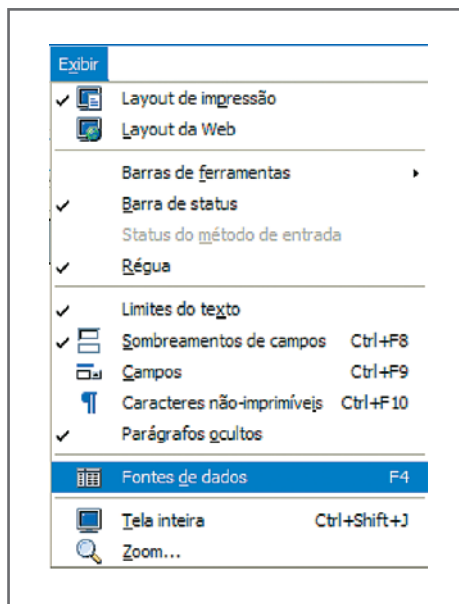 Exibir
Layout de impressão
Layout da Web
Barras de ferramentas
Barra de status
Status do método de entrada
Régua
Limites do texto
Sombreamentos de campos Ctrl+F8
Campos Ctrl+F9
Caracteres não-imprimíveis Ctrl+F10
Parágrafos ocultos
Fontes de dados F4
Tela inteira Ctrl+Shift+J
Zoom...